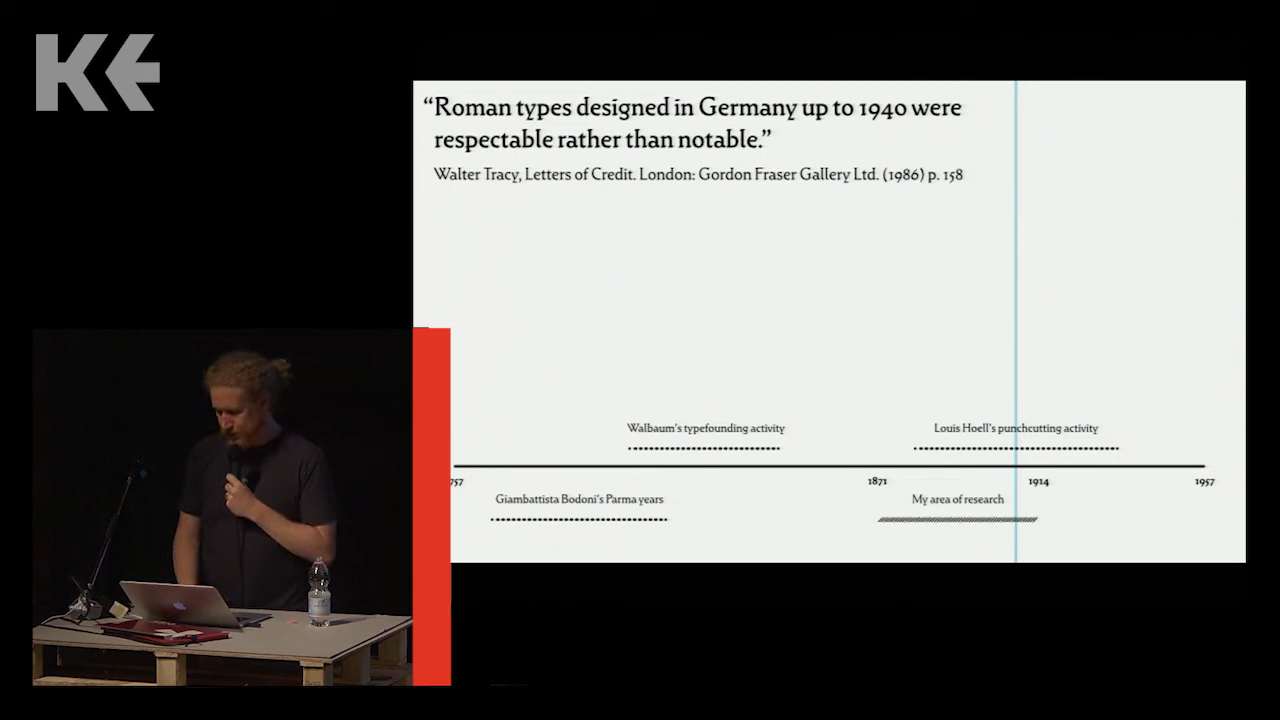 KE
“Roman types designed in Germany up to 1940 were
respectable rather than notable.”
Walter Tracy, Letters of Credit. London: Gordon Fraser Gallery Ltd. (1986) p. 158
Walbaum’s typefounding activity
Louis Hoell’s punchcutting activity
757
1871
1914
1957
Giambattista Bodoni’s Parma years
My area of research